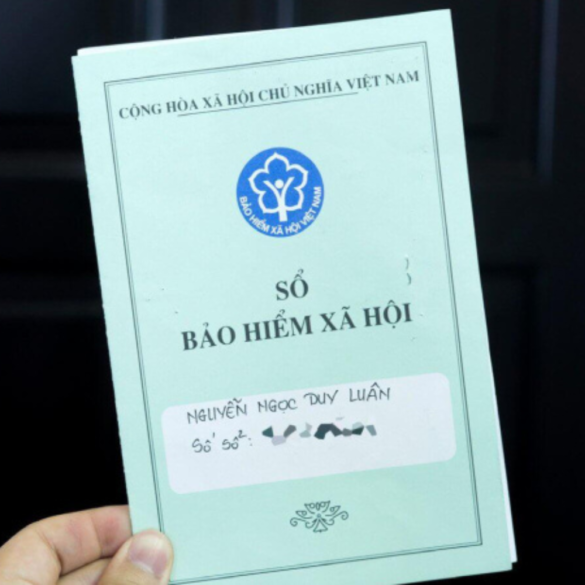 CỘNG HÒA XÃ HỘI CHỦ NGHĨA VIỆT NAM
BẢO HIỂM XÃ HỘI VIỆT NAM
SỔ
BẢO HIỂM XÃ HỘI
NGUYỄN NGỌC DUY LUÂN
Số sổ: